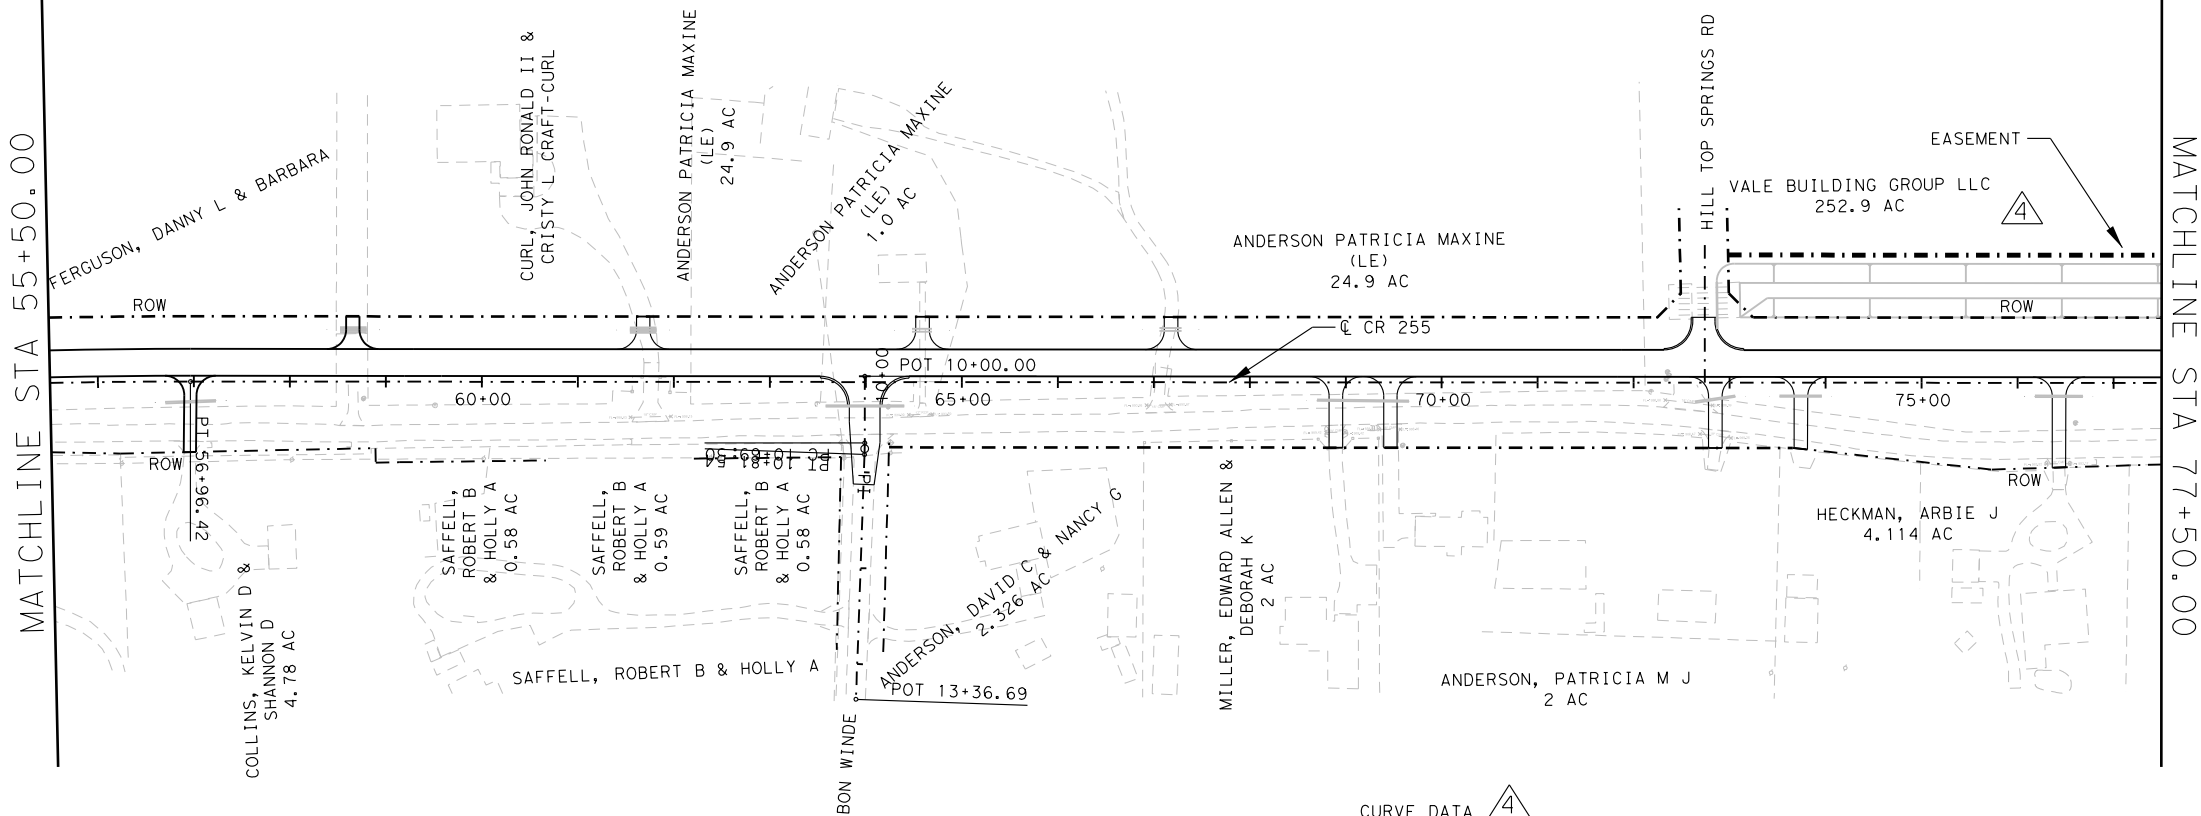 MATCHLINE STA 55+50.00
FERGUSON, DANNY L & BARBARA
CURL, JOHN RONALD II &
CRISTY L CRAFT-CURL
ANDERSON PATRICIA MAXINE
(LE)
24.9 AC
ANDERSON PATRICIA MAXINE
(LE)
1.0 AC
ANDERSON PATRICIA MAXINE
(LE)
24.9 AC
HILL TOP SPRINGS RD
EASEMENT
VALE BUILDING GROUP LLC
252.9 AC
4
MATCHLINE STA 77+50.00
ROW
ROW
℄ CR 255
POT 10+00.00
60+00
65+00
70+00
75+00
ROW
PI 56+96.42
PC 10+69.50
PT 10+81.54
PI
ROW
SAFFELL,
ROBERT B
& HOLLY A
0.58 AC
SAFFELL,
ROBERT B
& HOLLY A
0.59 AC
SAFFELL,
ROBERT B
& HOLLY A
0.58 AC
ANDERSON, DAVID C & NANCY G
2.326 AC
MILLER, EDWARD ALLEN &
DEBORAH K
2 AC
HECKMAN, ARBIE J
4.114 AC
COLLINS, KELVIN D &
SHANNON D
4.78 AC
SAFFELL, ROBERT B & HOLLY A
POT 13+36.69
ANDERSON, PATRICIA M J
2 AC
BON WINDE
CURVE DATA
4